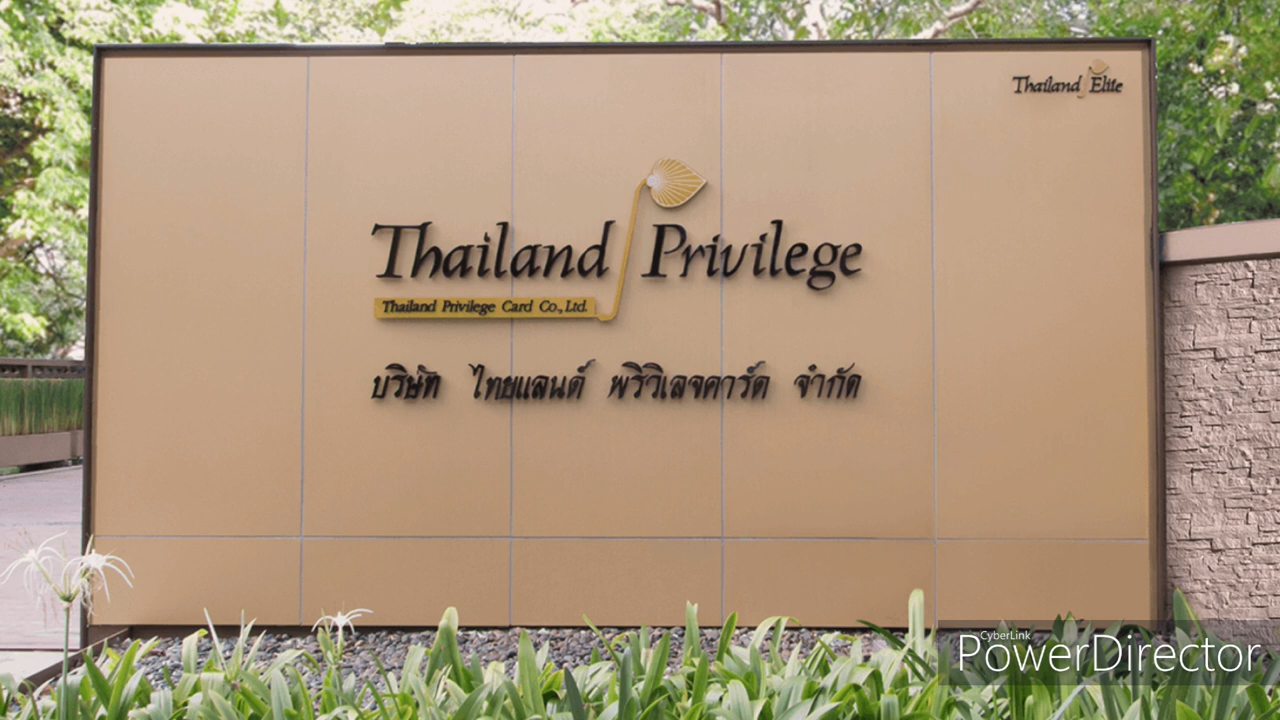 Thailand Elite
Thailand Privilege
Thailand Privilege Card Co., Ltd.
บริษัท ไทยแลนด์ พริวิเลจคาร์ด จำกัด
CyberLink
PowerDirector